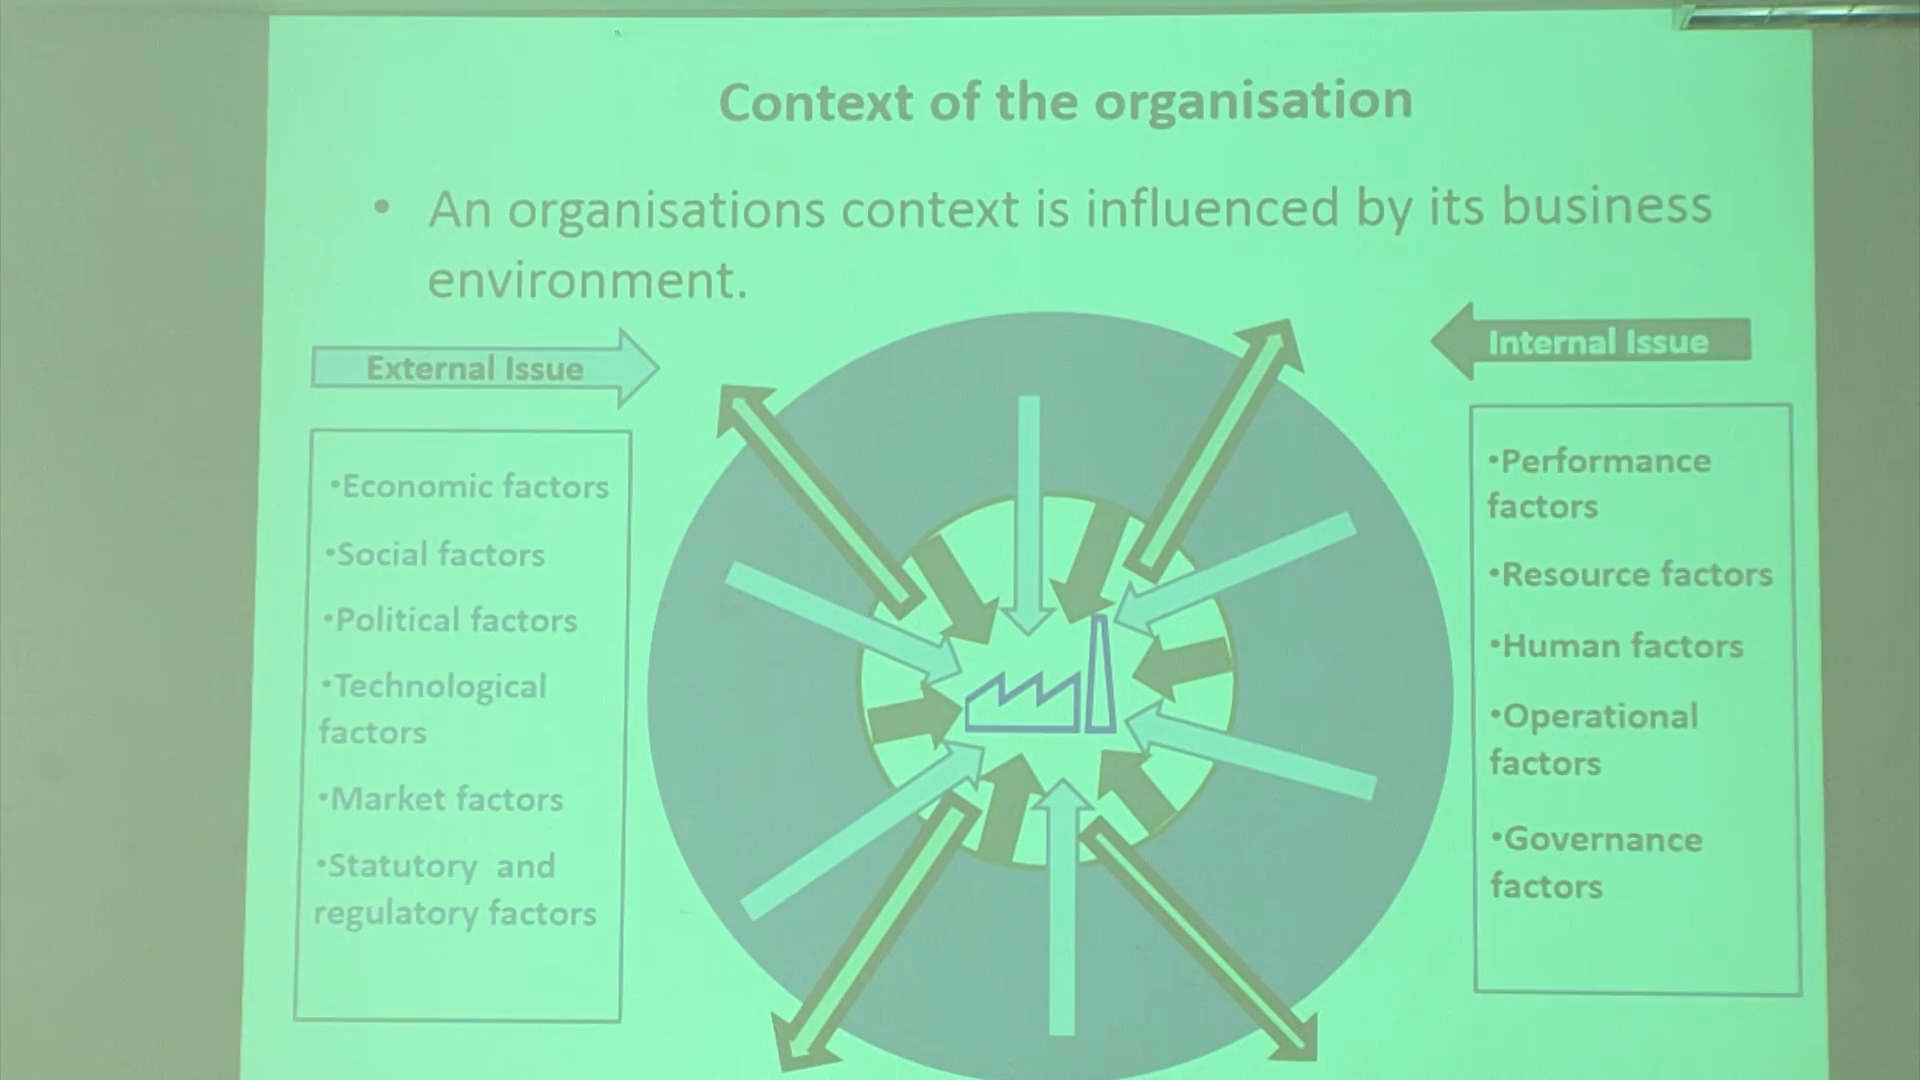 Context of the organisation
• An organisations context is influenced by its business
environment.
External Issue
•Economic factors
•Social factors
•Political factors
•Technological
factors
•Market factors
•Statutory and
regulatory factors
Internal Issue
•Performance
factors
•Resource factors
•Human factors
•Operational
factors
•Governance
factors